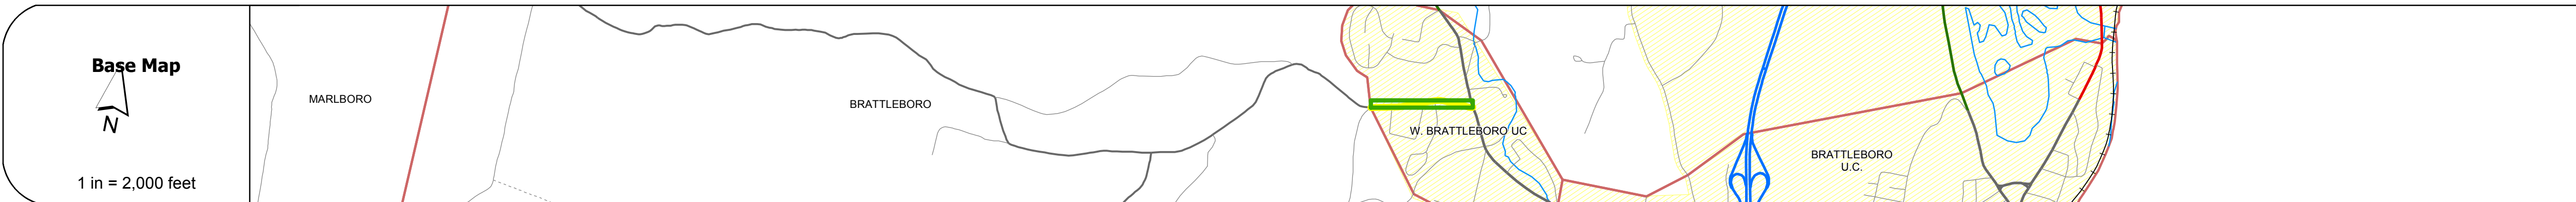 Base Map
N
1 in = 2,000 feet
MARLBORO
BRATTLEBORO
W. BRATTLEBORO UC
BRATTLEBORO
U.C.